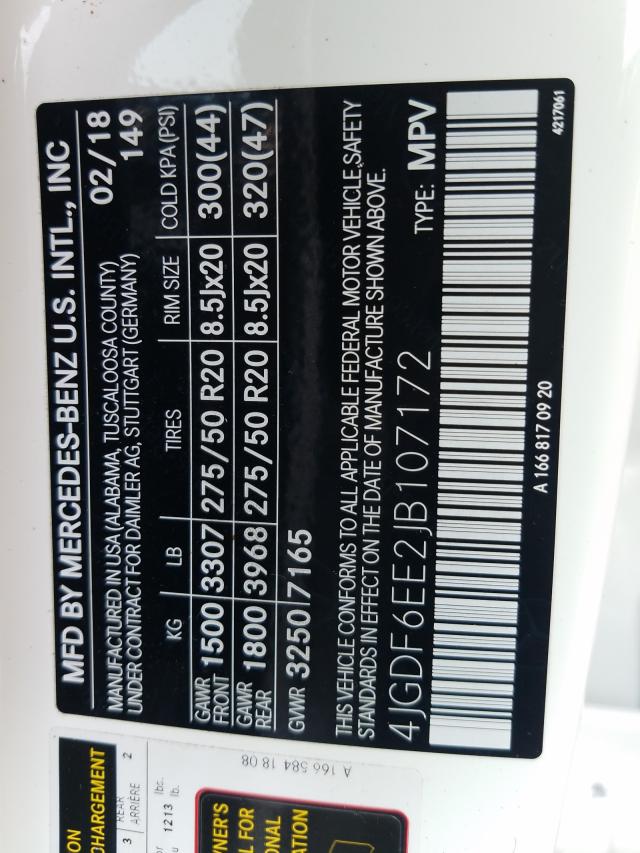 MFD BY MERCEDES-BENZ U.S. INTL., INC
MANUFACTURED IN USA (ALABAMA, TUSCALOOSA COUNTY) 02/18
UNDER CONTRACT FOR DAIMLER AG, STUTTGART (GERMANY) 149
KG LB TIRES RIM SIZE COLD KPA (PSI)
GAWR FRONT 1500 3307 275/50 R20 8.5Jx20 300(44)
GAWR REAR 1800 3968 275/50 R20 8.5Jx20 320(47)
GVWR 3250 7165
THIS VEHICLE CONFORMS TO ALL APPLICABLE FEDERAL MOTOR VEHICLE SAFETY
STANDARDS IN EFFECT ON THE DATE OF MANUFACTURE SHOWN ABOVE.
4JGDF6EE2JB107172 TYPE: MPV
A 166 817 09 20
4217061
ON
CHARGEMENT
3 REAR 2
ARRIÈRE
or 1213 lbs.
u lb.
A 166 584 18 08
NER'S
L FOR
ONAL
ATION